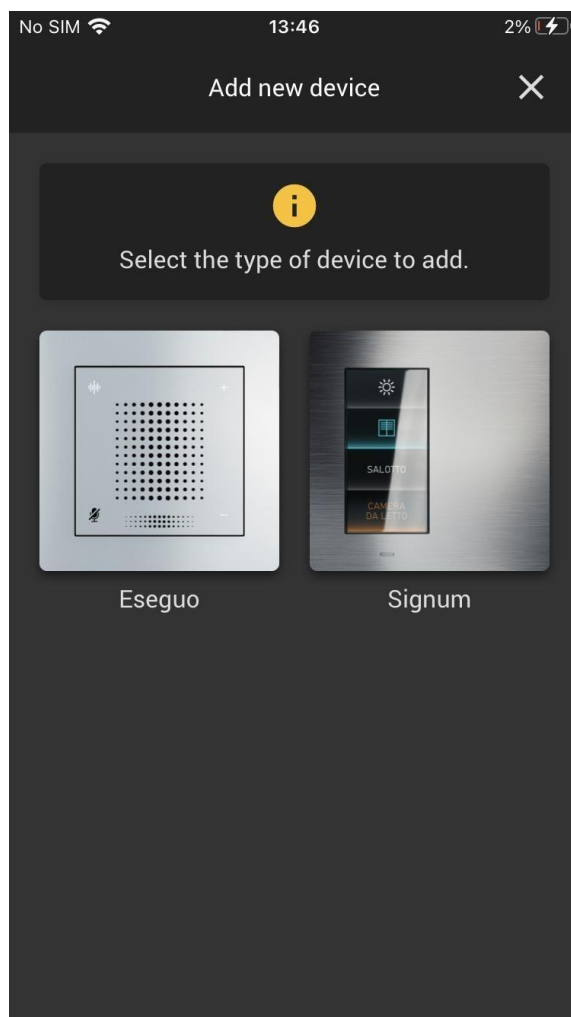 No SIM 13:46 2%
Add new device
Select the type of device to add.
SALOTTO
CAMERA
DA LETTO
Eseguo Signum